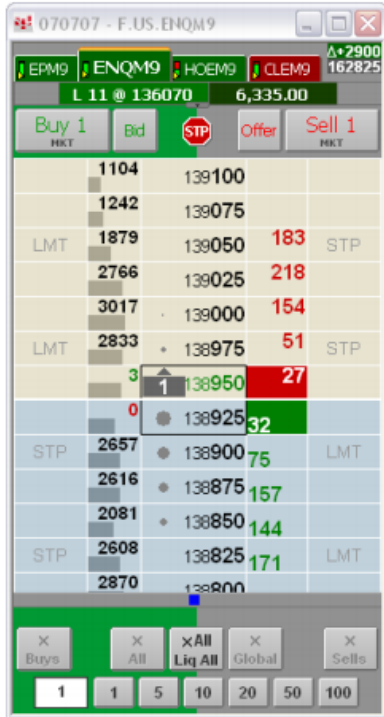 070707 - F.US.ENQM9
EPM9 ENQM9 HOEM9 CLEM9 Δ+2900
162825
L 11 @ 136070 6,335.00
Buy 1 MKT Bid STP Offer Sell 1 MKT
1104 139100
1242 139075
LMT 1879 139050 183 STP
2766 139025 218
3017 139000 154
LMT 2833 138975 51 STP
3 1 138950 27
0 138925 32
STP 2657 138900 75 LMT
2616 138875 157
2081 138850 144
STP 2608 138825 171 LMT
2870 138800
X Buys X All XAll Liq All X Global X Sells
1 1 5 10 20 50 100